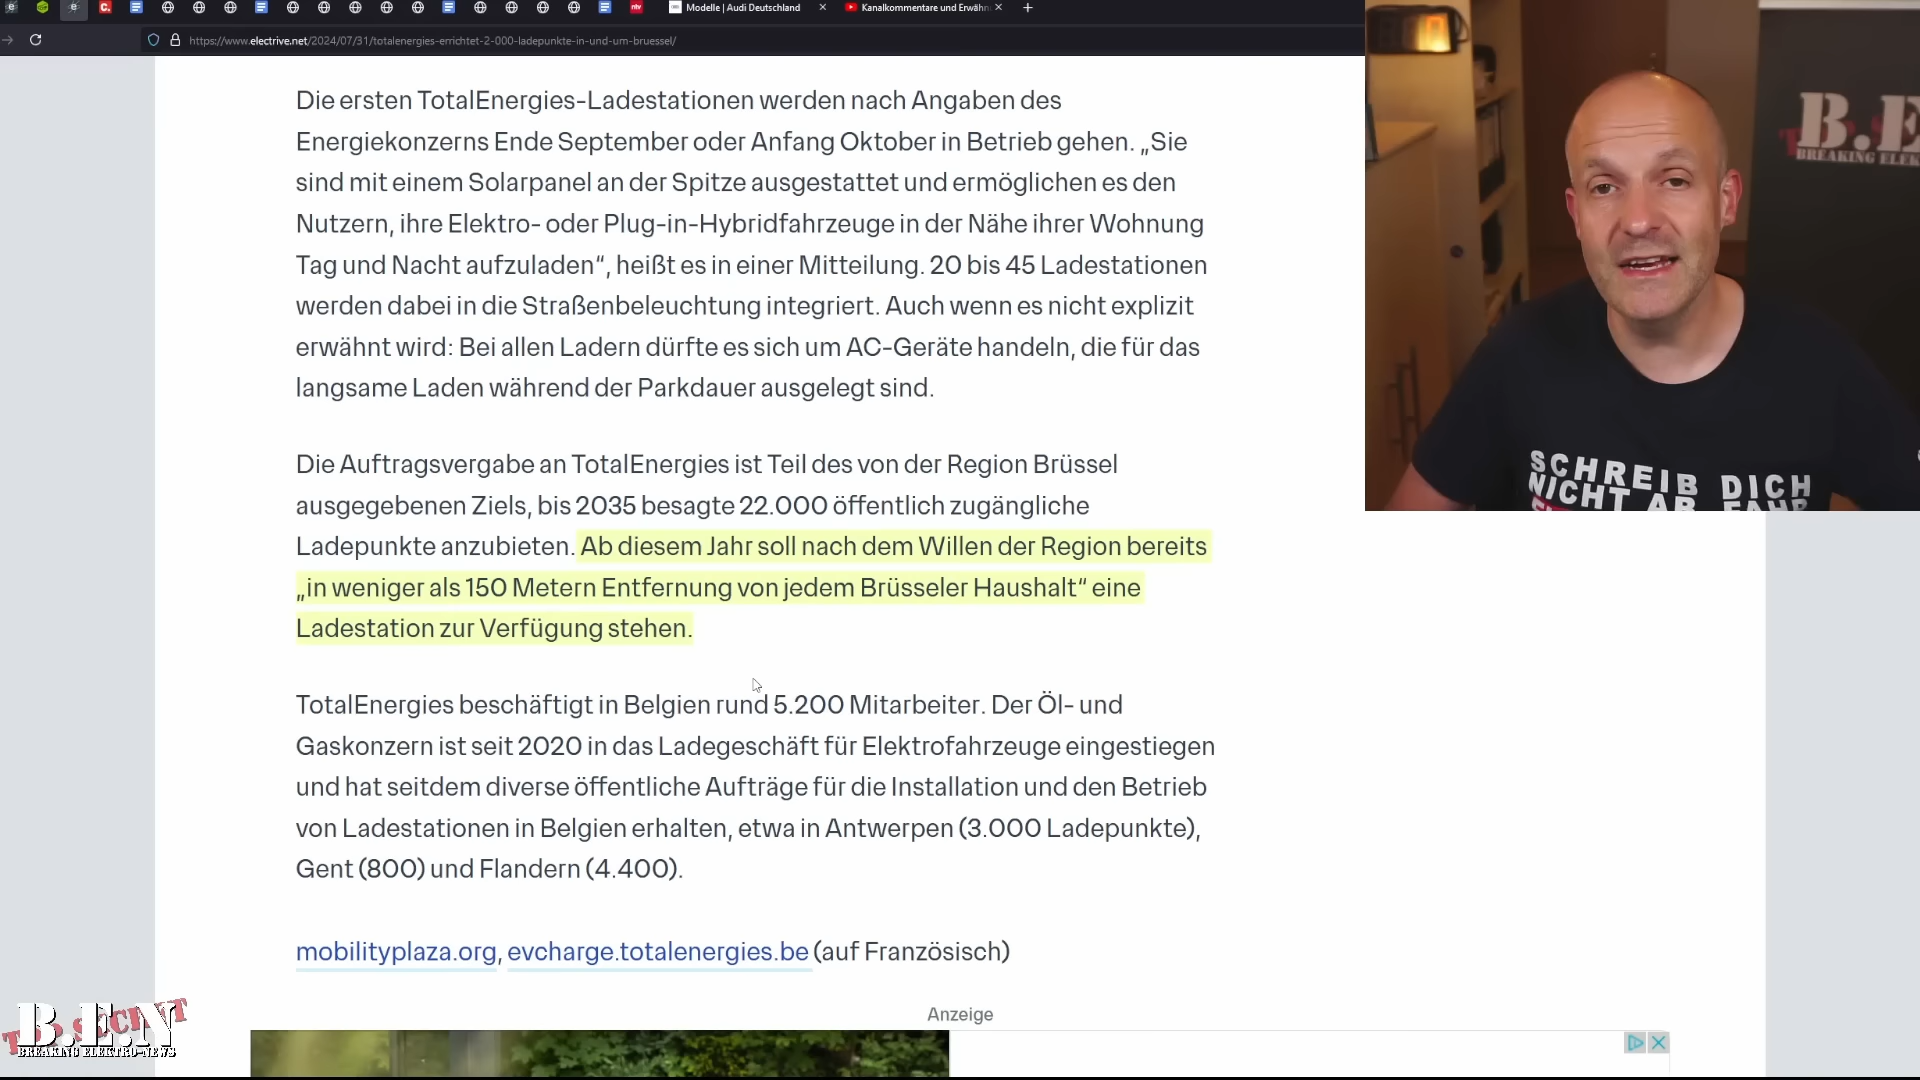 Modelle | Audi Deutschland
Kanalkommentare und Erwähn
https://www.electrive.net/2024/07/31/totalenergies-errichtet-2-000-ladepunkte-in-und-um-bruessel/
Die ersten TotalEnergies-Ladestationen werden nach Angaben des
Energiekonzerns Ende September oder Anfang Oktober in Betrieb gehen. „Sie
sind mit einem Solarpanel an der Spitze ausgestattet und ermöglichen es den
Nutzern, ihre Elektro- oder Plug-in-Hybridfahrzeuge in der Nähe ihrer Wohnung
Tag und Nacht aufzuladen“, heißt es in einer Mitteilung. 20 bis 45 Ladestationen
werden dabei in die Straßenbeleuchtung integriert. Auch wenn es nicht explizit
erwähnt wird: Bei allen Ladern dürfte es sich um AC-Geräte handeln, die für das
langsame Laden während der Parkdauer ausgelegt sind.
Die Auftragsvergabe an TotalEnergies ist Teil des von der Region Brüssel
ausgegebenen Ziels, bis 2035 besagte 22.000 öffentlich zugängliche
Ladepunkte anzubieten. Ab diesem Jahr soll nach dem Willen der Region bereits
„in weniger als 150 Metern Entfernung von jedem Brüsseler Haushalt“ eine
Ladestation zur Verfügung stehen.
TotalEnergies beschäftigt in Belgien rund 5.200 Mitarbeiter. Der Öl- und
Gaskonzern ist seit 2020 in das Ladegeschäft für Elektrofahrzeuge eingestiegen
und hat seitdem diverse öffentliche Aufträge für die Installation und den Betrieb
von Ladestationen in Belgien erhalten, etwa in Antwerpen (3.000 Ladepunkte),
Gent (800) und Flandern (4.400).
mobilityplaza.org, evcharge.totalenergies.be (auf Französisch)
Anzeige
B.E.
BREAKING ELEK
SCHREIB DICH
NICHT AB FAHR
B.E.N
BREAKING ELEKTRO-NEWS